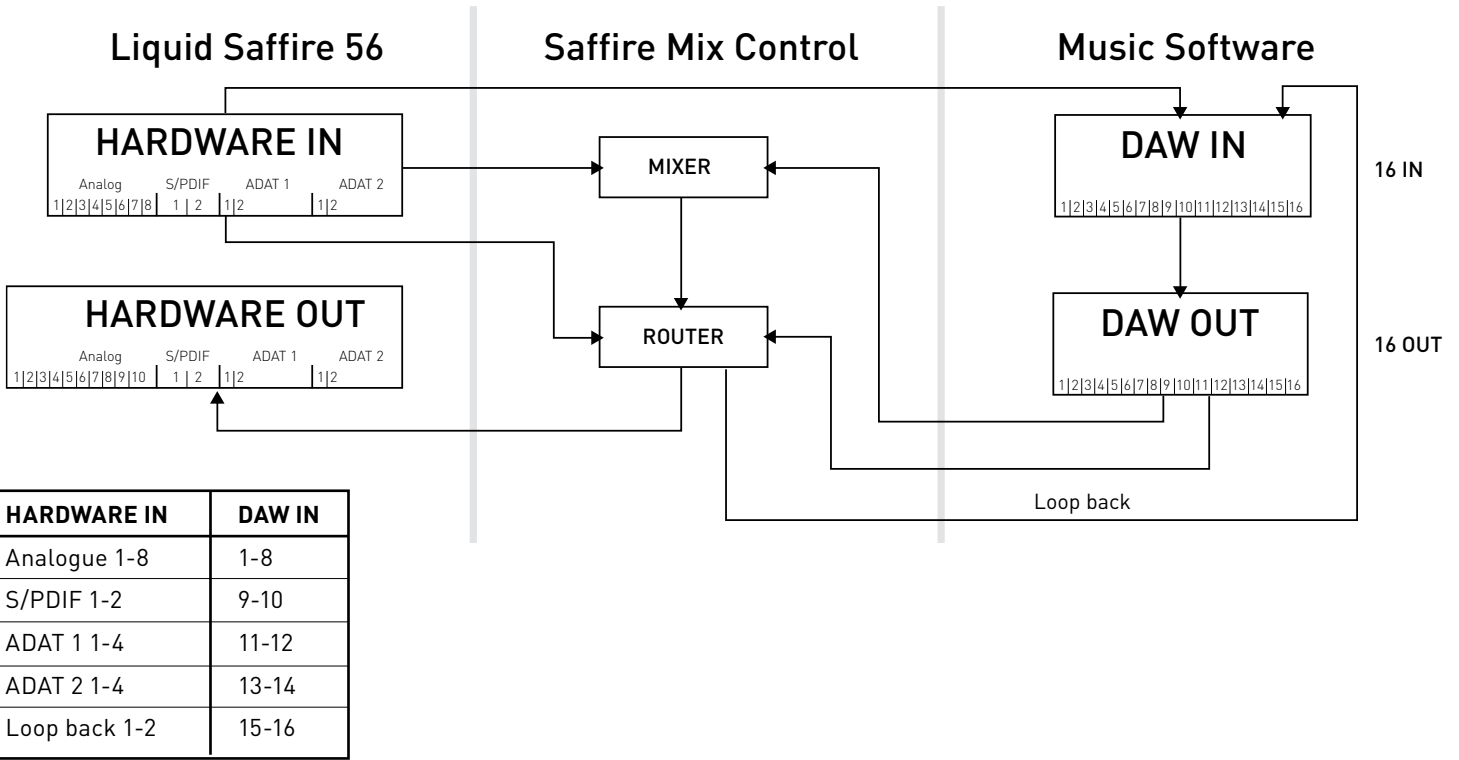 Liquid Saffire 56
Saffire Mix Control
Music Software
HARDWARE IN
Analog S/PDIF ADAT 1 ADAT 2
1|2|3|4|5|6|7|8 1 | 2 1|2 1|2
MIXER
DAW IN
1|2|3|4|5|6|7|8|9|10|11|12|13|14|15|16
16 IN
HARDWARE OUT
Analog S/PDIF ADAT 1 ADAT 2
1|2|3|4|5|6|7|8|9|10 1 | 2 1|2 1|2
ROUTER
DAW OUT
1|2|3|4|5|6|7|8|9|10|11|12|13|14|15|16
16 OUT
Loop back
HARDWARE IN DAW IN
Analogue 1-8 1-8
S/PDIF 1-2 9-10
ADAT 1 1-4 11-12
ADAT 2 1-4 13-14
Loop back 1-2 15-16